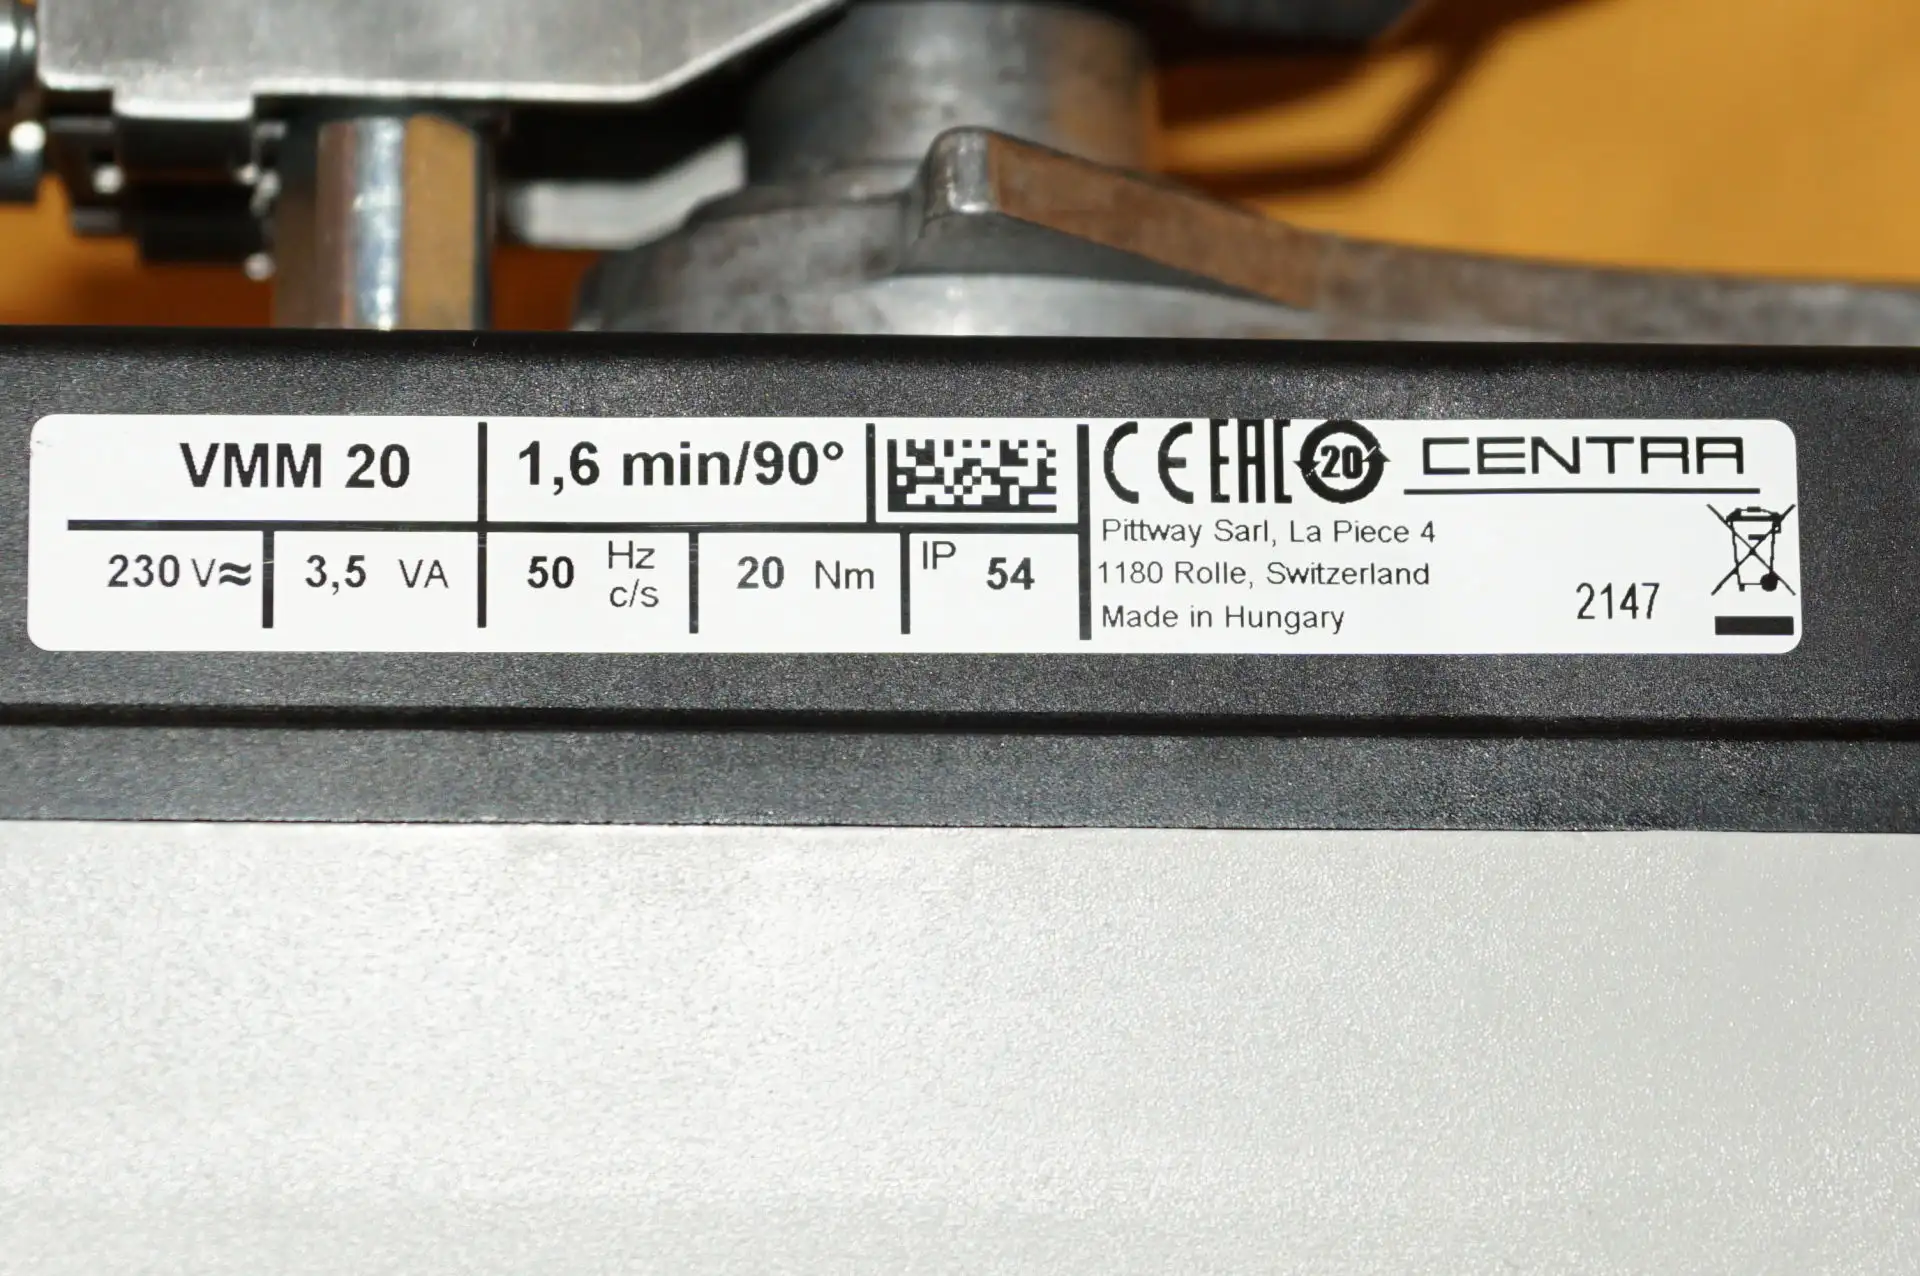 VMM 20
1,6 min/90°
230 V≈
3,5 VA
50 Hz c/s
20 Nm
IP 54
CE EAC 20 CENTRA
Pittway Sarl, La Piece 4
1180 Rolle, Switzerland
Made in Hungary
2147